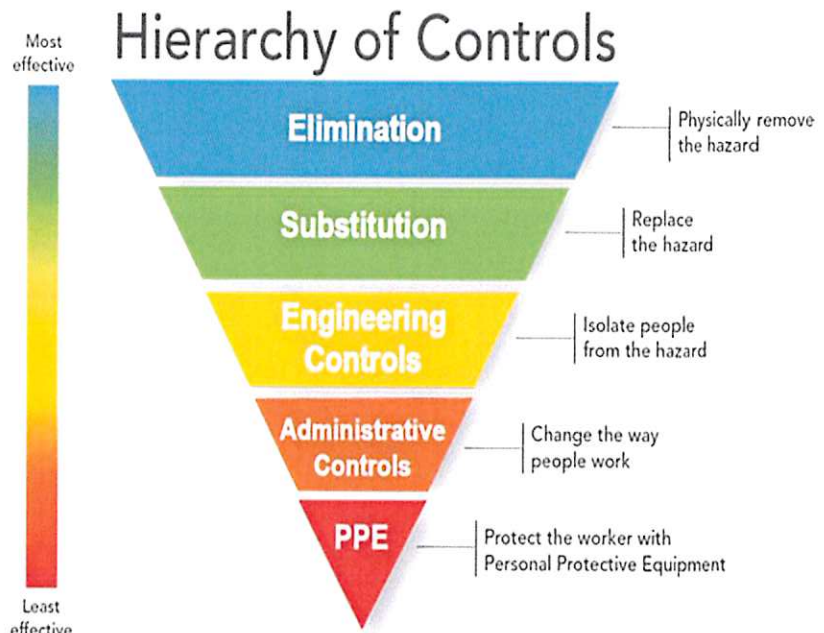 Hierarchy of Controls
Most
effective
Elimination
Physically remove
the hazard
Substitution
Replace
the hazard
Engineering
Controls
Isolate people
from the hazard
Administrative
Controls
Change the way
people work
PPE
Protect the worker with
Personal Protective Equipment
Least
effective